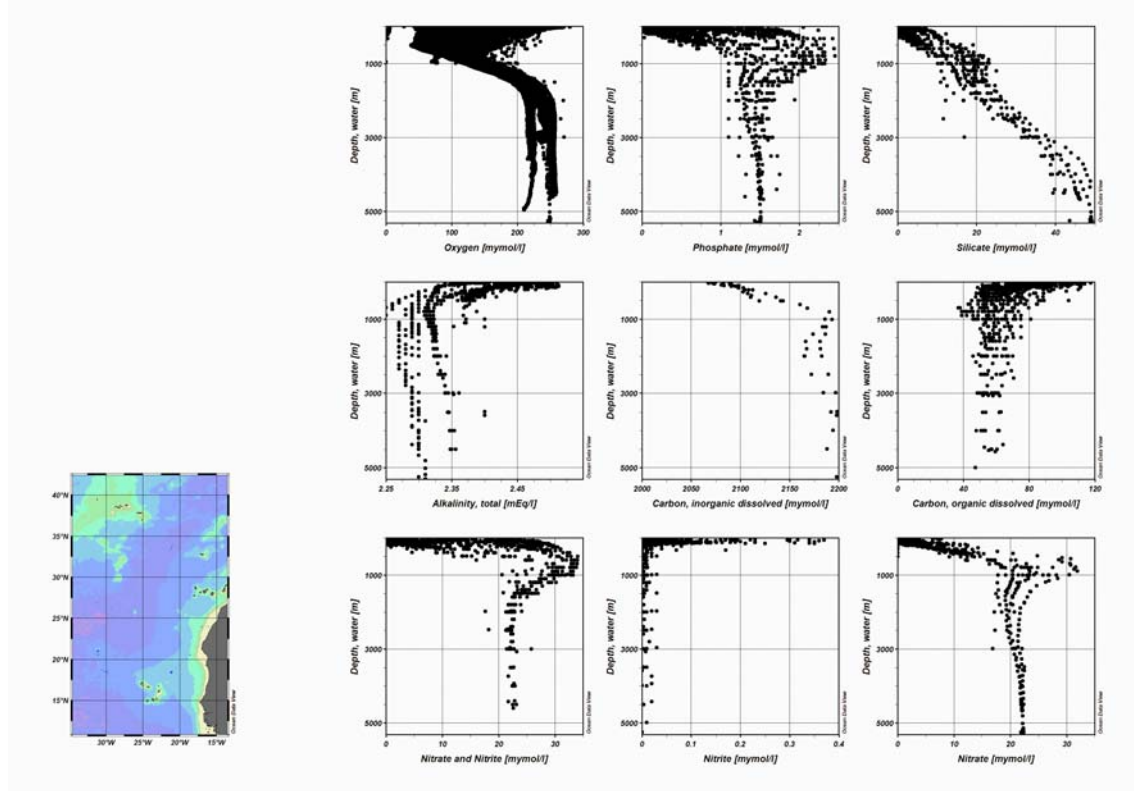 1000
3000
5000
Depth, water [m]
0
100
200
300
Oxygen [mymol/l]
Ocean Data View
1000
3000
5000
Depth, water [m]
0
1
2
Phosphate [mymol/l]
Ocean Data View
1000
3000
5000
Depth, water [m]
0
20
40
Silicate [mymol/l]
Ocean Data View
1000
3000
5000
Depth, water [m]
2.25
2.35
2.45
Alkalinity, total [mEq/l]
Ocean Data View
1000
3000
5000
Depth, water [m]
2000
2050
2100
2150
2200
Carbon, inorganic dissolved [mymol/l]
Ocean Data View
1000
3000
5000
Depth, water [m]
0
40
80
120
Carbon, organic dissolved [mymol/l]
Ocean Data View
40°N
35°N
30°N
25°N
20°N
15°N
30°W
25°W
20°W
15°W
Ocean Data View
1000
3000
5000
Depth, water [m]
0
10
20
30
Nitrate and Nitrite [mymol/l]
Ocean Data View
1000
3000
5000
Depth, water [m]
0
0.1
0.2
0.3
0.4
Nitrite [mymol/l]
Ocean Data View
1000
3000
5000
Depth, water [m]
0
10
20
30
Nitrate [mymol/l]
Ocean Data View